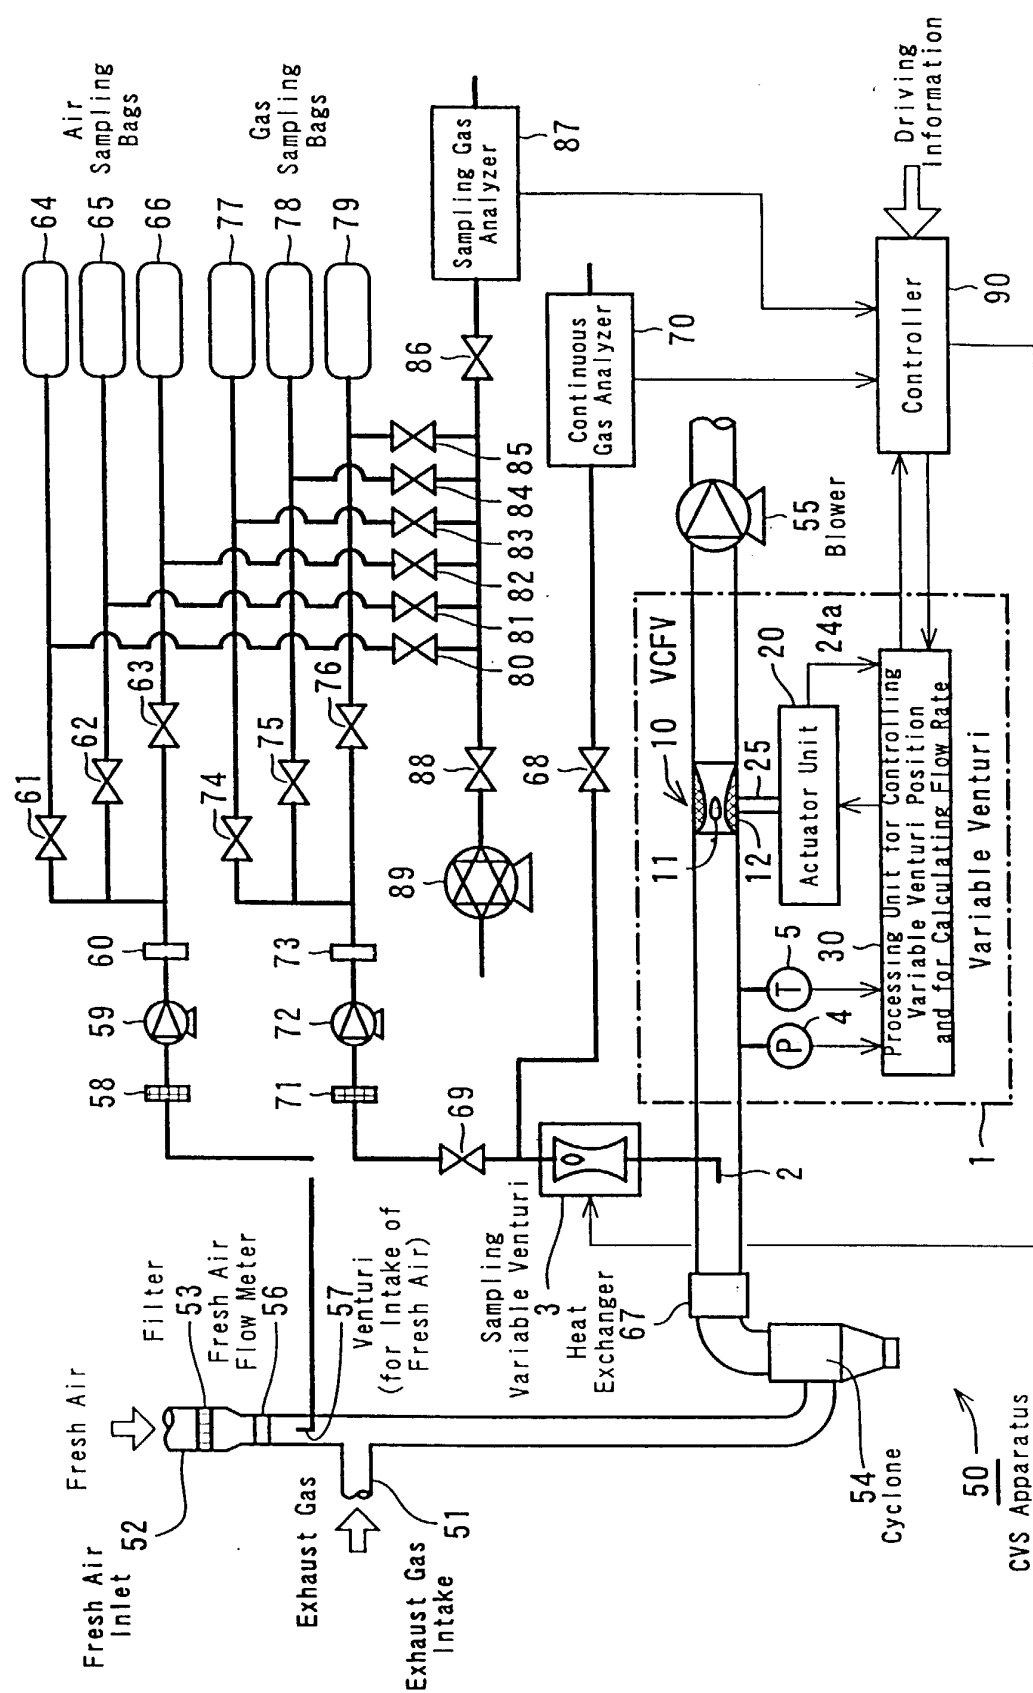 Fresh Air
Fresh Air
Inlet
52
Filter
53
Fresh Air
Flow Meter
56
57
Venturi
(for Intake of
Fresh Air)
Exhaust Gas
Exhaust Gas
Intake
51
58
59
60
61
62
63
64
65
66
Air
Sampling
Bags
71
72
73
74
75
76
77
78
79
Gas
Sampling
Bags
80
81
82
83
84
85
86
Sampling Gas
Analyzer
87
88
89
69
68
Continuous
Gas Analyzer
70
Sampling
Variable Venturi
3
Heat
Exchanger
67
2
54
Cyclone
50
CVS Apparatus
VCFV
10
11
12
25
Actuator Unit
20
24a
T
5
P
4
30
Processing Unit for Controlling
Variable Venturi Position
and for Calculating Flow Rate
Variable Venturi
1
55
Blower
Controller
90
Driving
Information